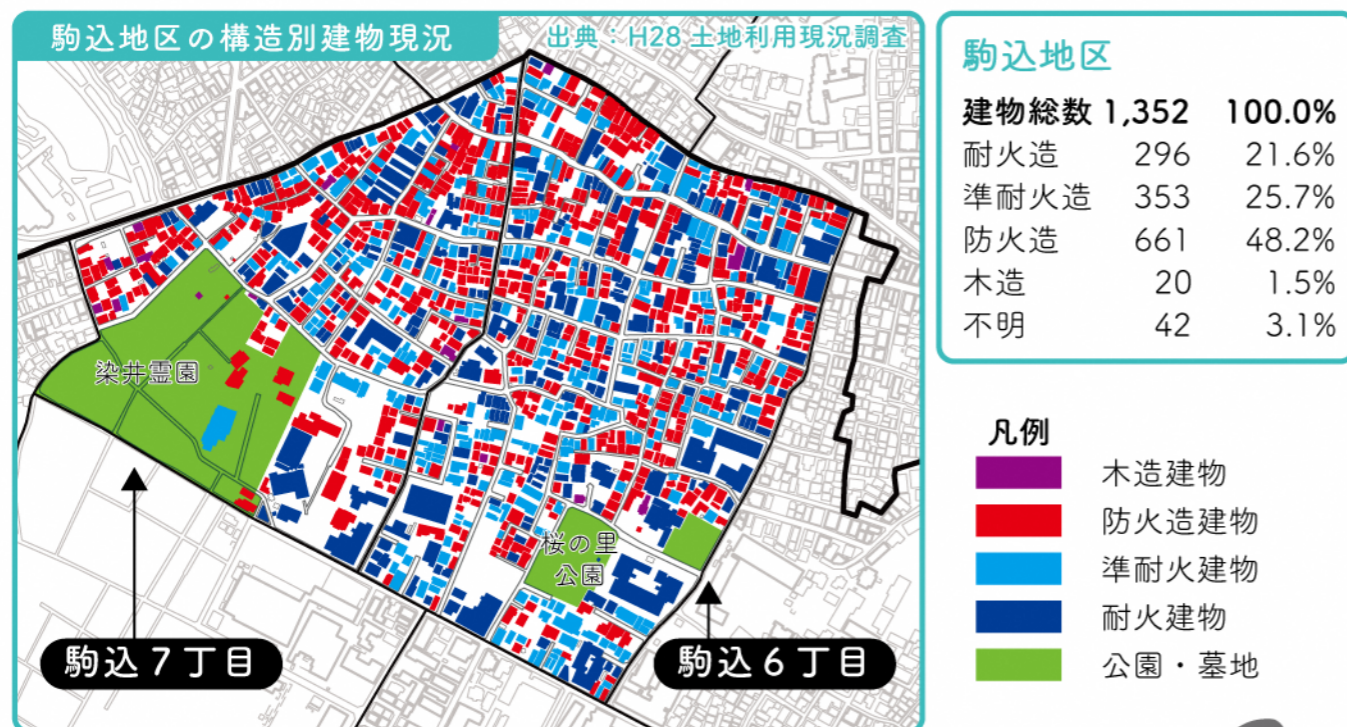 駒込地区の構造別建物現況
出典：H28 土地利用現況調査
染井霊園
桜の里
公園
駒込7丁目
駒込6丁目
駒込地区
建物総数 1,352 100.0%
耐火造 296 21.6%
準耐火造 353 25.7%
防火造 661 48.2%
木造 20 1.5%
不明 42 3.1%
凡例
木造建物
防火造建物
準耐火建物
耐火建物
公園・墓地